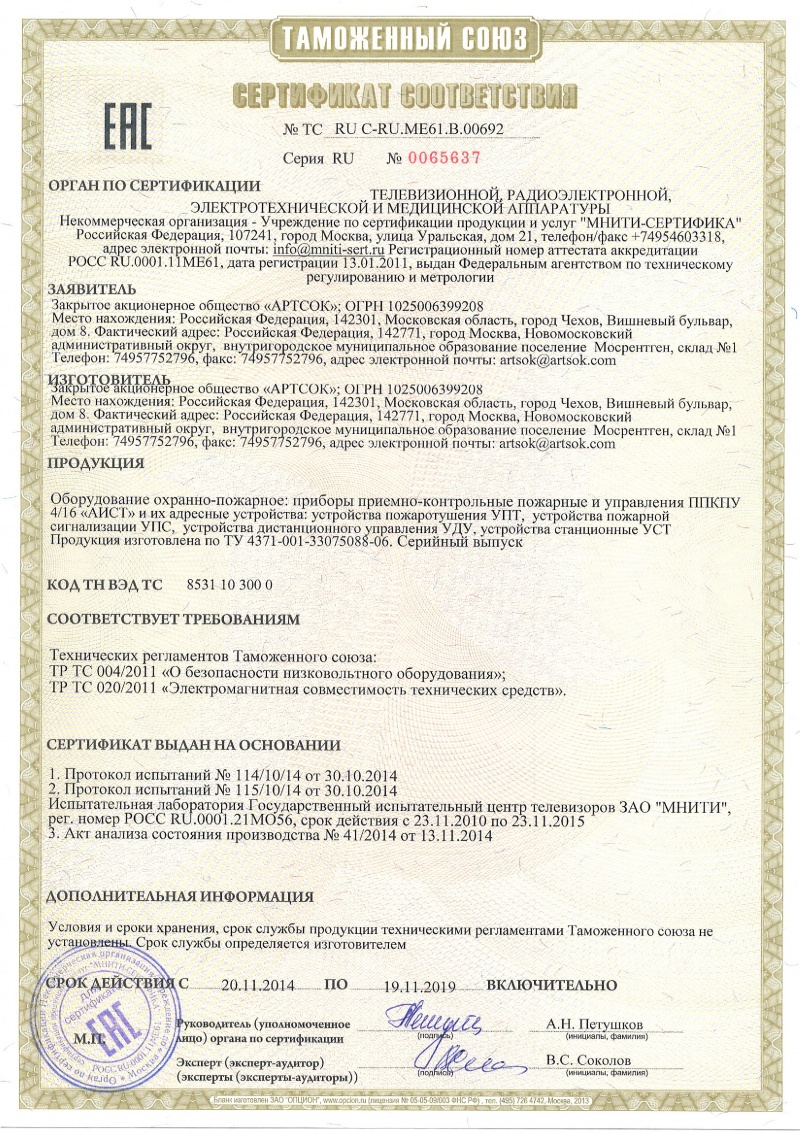 ТАМОЖЕННЫЙ СОЮЗ
СЕРТИФИКАТ СООТВЕТСТВИЯ
ЕАС
№ ТС RU C-RU.ME61.B.00692
Серия RU № 0065637
ОРГАН ПО СЕРТИФИКАЦИИ ТЕЛЕВИЗИОННОЙ, РАДИОЭЛЕКТРОННОЙ,
ЭЛЕКТРОТЕХНИЧЕСКОЙ И МЕДИЦИНСКОЙ АППАРАТУРЫ
Некоммерческая организация - Учреждение по сертификации продукции и услуг "МНИТИ-СЕРТИФИКА"
Российская Федерация, 107241, город Москва, улица Уральская, дом 21, телефон/факс +74954603318,
адрес электронной почты: info@mniti-sert.ru Регистрационный номер аттестата аккредитации
РОСС RU.0001.11МЕ61, дата регистрации 13.01.2011, выдан Федеральным агентством по техническому
регулированию и метрологии
ЗАЯВИТЕЛЬ
Закрытое акционерное общество «АРТСОК»; ОГРН 1025006399208
Место нахождения: Российская Федерация, 142301, Московская область, город Чехов, Вишневый бульвар,
дом 8. Фактический адрес: Российская Федерация, 142771, город Москва, Новомосковский
административный округ, внутригородское муниципальное образование поселение Мосрентген, склад №1
Телефон: 74957752796, факс: 74957752796, адрес электронной почты: artsok@artsok.com
ИЗГОТОВИТЕЛЬ
Закрытое акционерное общество «АРТСОК»; ОГРН 1025006399208
Место нахождения: Российская Федерация, 142301, Московская область, город Чехов, Вишневый бульвар,
дом 8. Фактический адрес: Российская Федерация, 142771, город Москва, Новомосковский
административный округ, внутригородское муниципальное образование поселение Мосрентген, склад №1
Телефон: 74957752796, факс: 74957752796, адрес электронной почты: artsok@artsok.com
ПРОДУКЦИЯ
Оборудование охранно-пожарное: приборы приемно-контрольные пожарные и управления ППКПУ
4/16 «АИСТ» и их адресные устройства: устройства пожаротушения УПТ, устройства пожарной
сигнализации УПС, устройства дистанционного управления УДУ, устройства станционные УСТ
Продукция изготовлена по ТУ 4371-001-33075088-06. Серийный выпуск
КОД ТН ВЭД ТС 8531 10 300 0
СООТВЕТСТВУЕТ ТРЕБОВАНИЯМ
Технических регламентов Таможенного союза:
ТР ТС 004/2011 «О безопасности низковольтного оборудования»;
ТР ТС 020/2011 «Электромагнитная совместимость технических средств».
СЕРТИФИКАТ ВЫДАН НА ОСНОВАНИИ
1. Протокол испытаний № 114/10/14 от 30.10.2014
2. Протокол испытаний № 115/10/14 от 30.10.2014
Испытательная лаборатория Государственный испытательный центр телевизоров ЗАО "МНИТИ",
рег. номер РОСС RU.0001.21МО56, срок действия с 23.11.2010 по 23.11.2015
3. Акт анализа состояния производства № 41/2014 от 13.11.2014
ДОПОЛНИТЕЛЬНАЯ ИНФОРМАЦИЯ
Условия и сроки хранения, срок службы продукции техническими регламентами Таможенного союза не
установлены. Срок службы определяется изготовителем
СРОК ДЕЙСТВИЯ С 20.11.2014 ПО 19.11.2019 ВКЛЮЧИТЕЛЬНО
М.П.
Руководитель (уполномоченное
лицо) органа по сертификации
(подпись)
А.Н. Петушков
(инициалы, фамилия)
Эксперт (эксперт-аудитор)
(эксперты (эксперты-аудиторы))
(подпись)
В.С. Соколов
(инициалы, фамилия)
для
сертификатов
ЕАС
Бланк изготовлен ЗАО "ОПЦИОН", www.opcion.ru (лицензия № 05-05-09/003 ФНС РФ), тел. (495) 726 4742, Москва, 2013